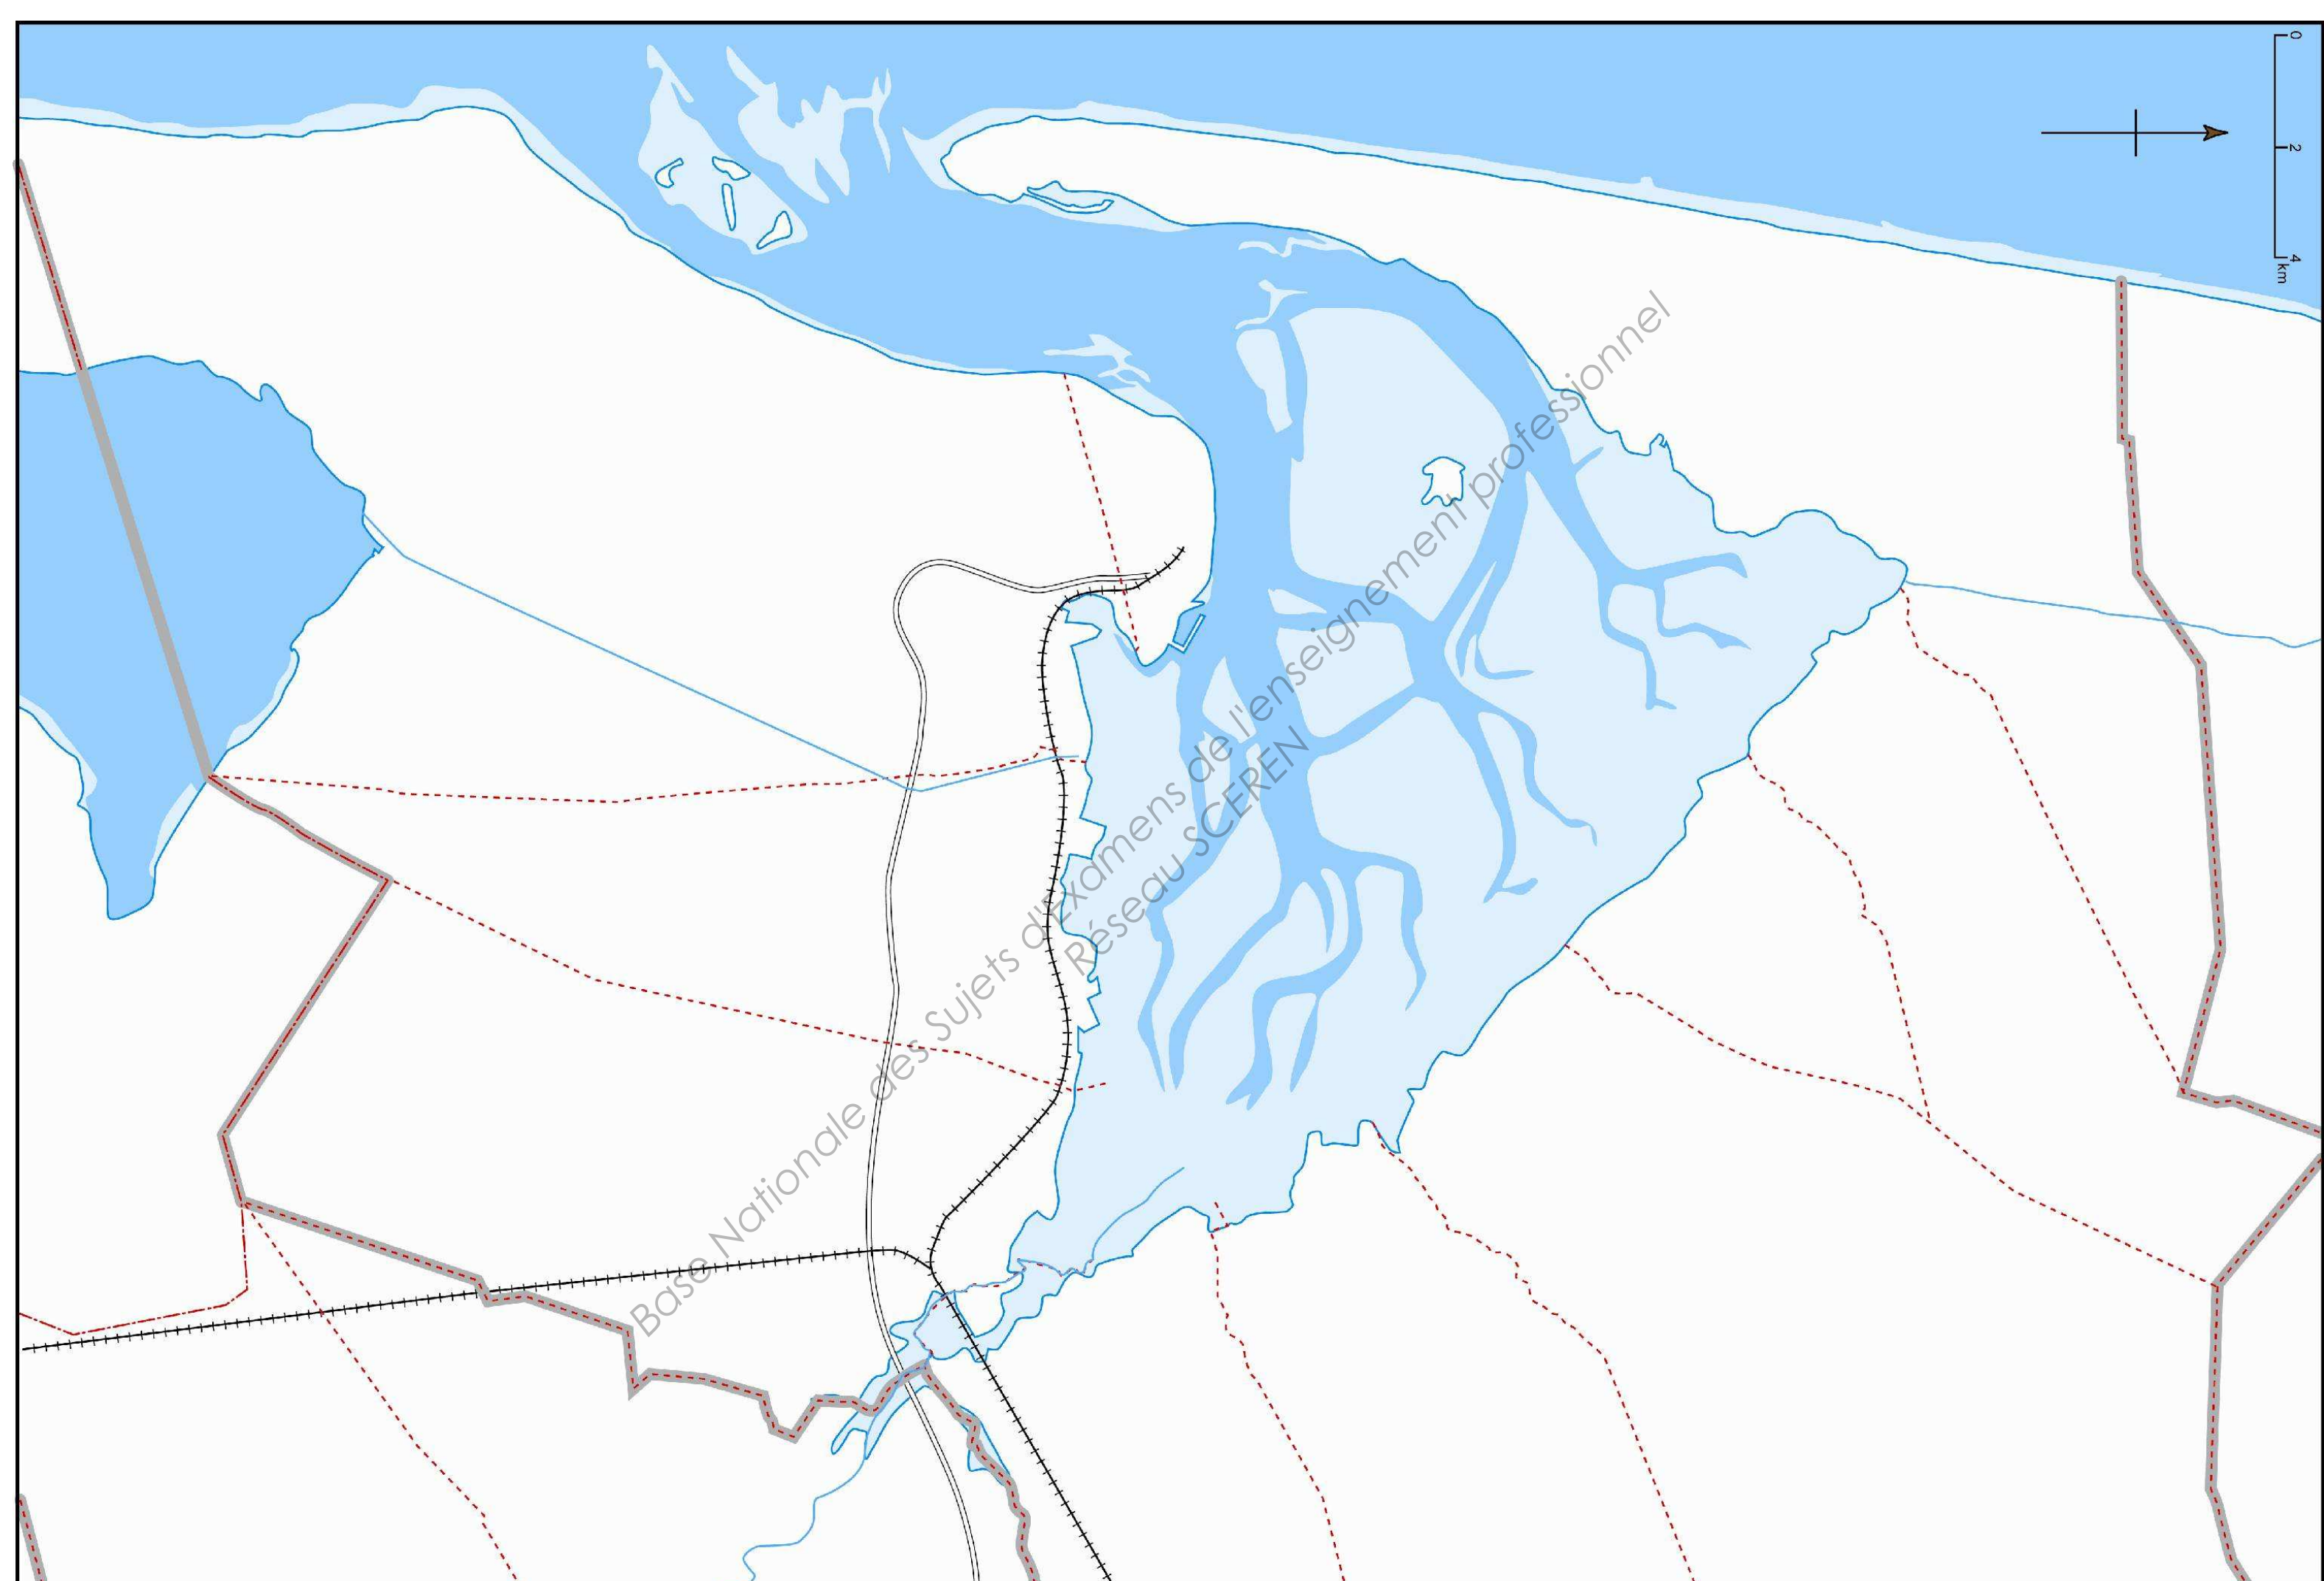 0
2
4
km
Base Nationale des Sujets d'Examens de l'enseignement professionnel
Réseau SCEREN